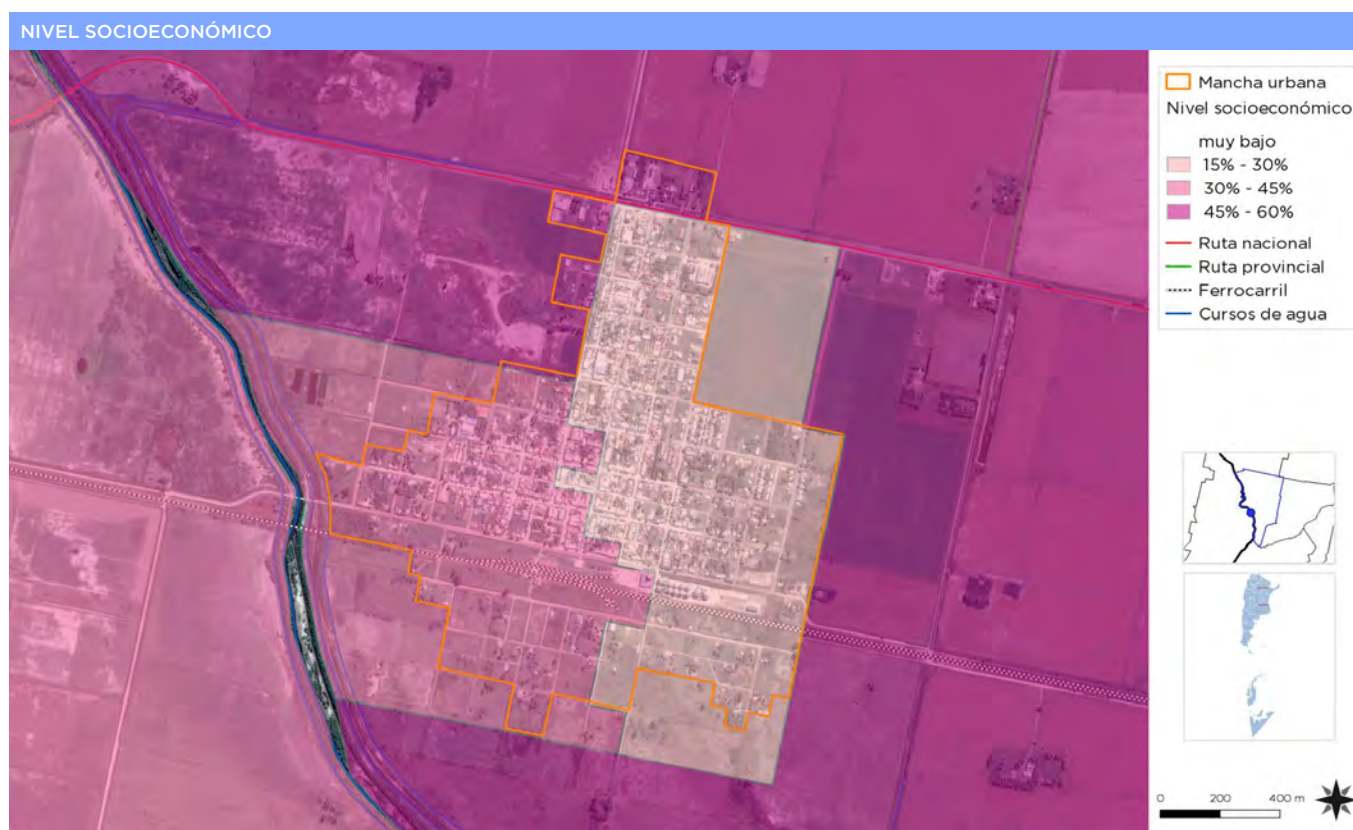 NIVEL SOCIOECONÓMICO
Mancha urbana
Nivel socioeconómico
muy bajo
15% - 30%
30% - 45%
45% - 60%
Ruta nacional
Ruta provincial
Ferrocarril
Cursos de agua
0 200 400 m